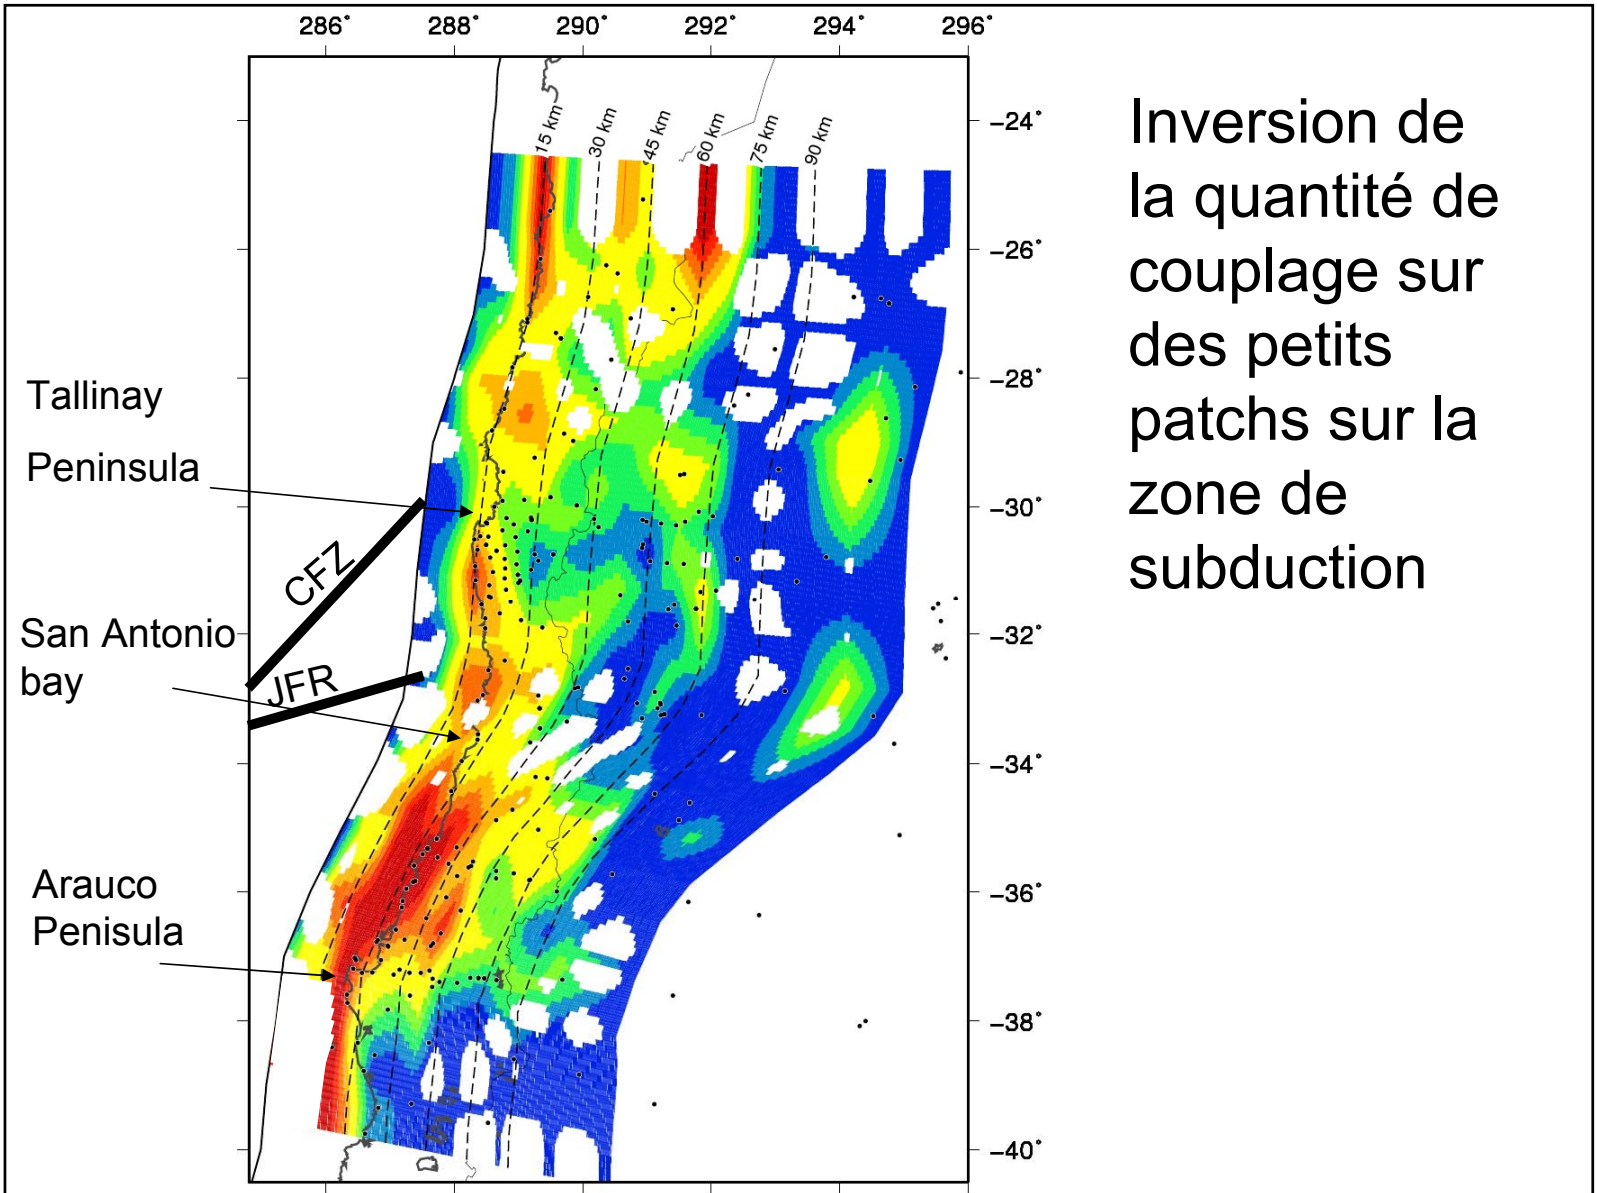 286° 288° 290° 292° 294° 296°
15 km 30 km 45 km 60 km 75 km 90 km
−24°
−26°
−28°
−30°
−32°
−34°
−36°
−38°
−40°
Tallinay
Peninsula
CFZ
San Antonio
bay
JFR
Arauco
Penisula
Inversion de
la quantité de
couplage sur
des petits
patchs sur la
zone de
subduction